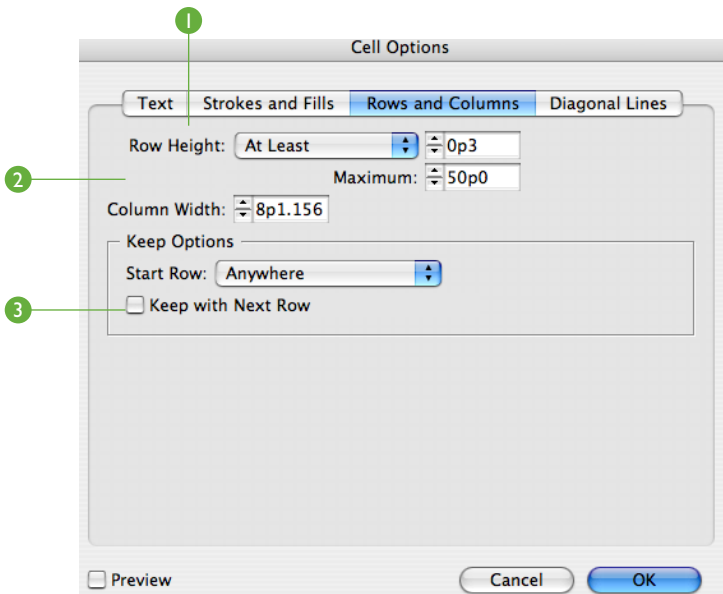 1
Cell Options
Text Strokes and Fills Rows and Columns Diagonal Lines
Row Height: At Least 0p3
2
Maximum: 50p0
Column Width: 8p1.156
Keep Options
Start Row: Anywhere
3
Keep with Next Row
Preview Cancel OK